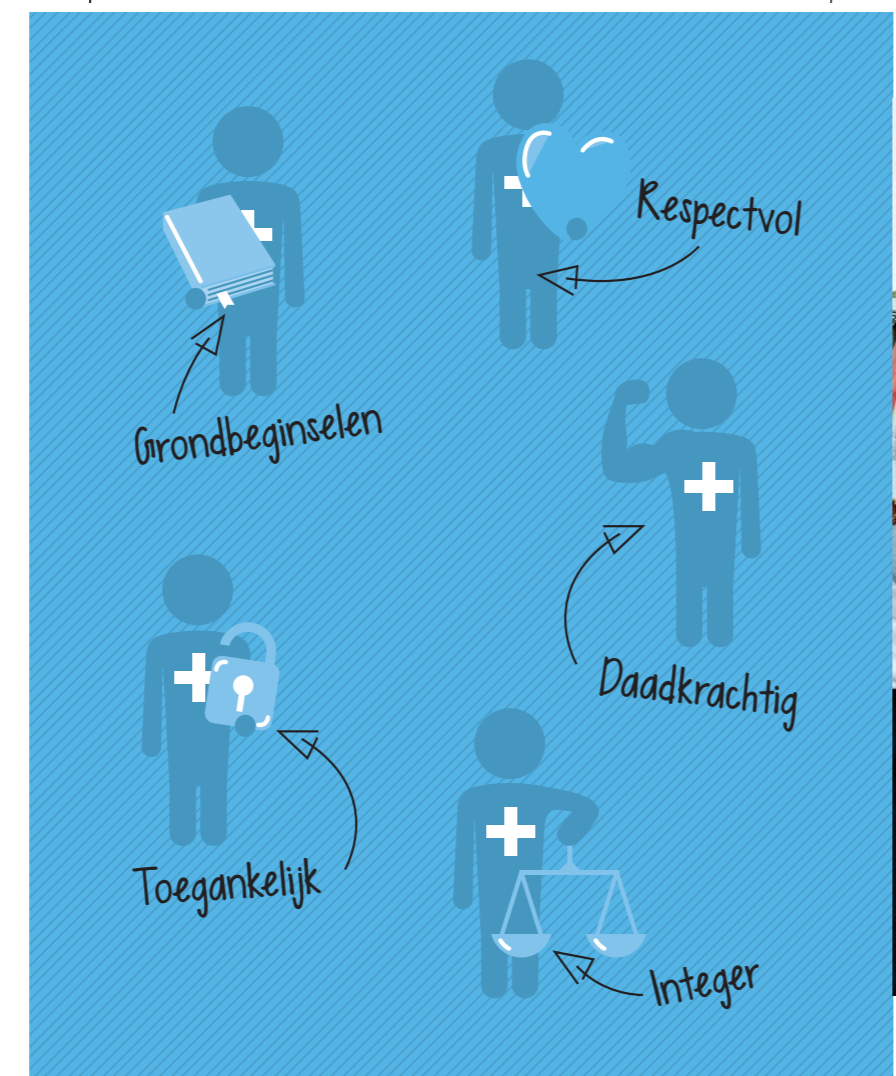 Respectvol
Grondbeginselen
Daadkrachtig
Toegankelijk
Integer